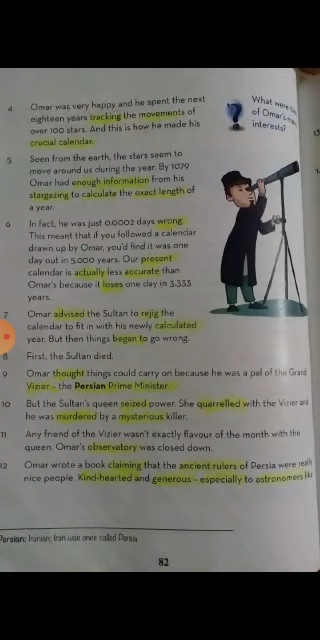 4 Omar was very happy and he spent the next
eighteen years tracking the movements of
over 100 stars. And this is how he made his
crucial calendar.
What were
of Omar's
interests?
5 Seen from the earth, the stars seem to
move around us during the year. By 1079
Omar had enough information from his
stargazing to calculate the exact length of
a year.
6 In fact, he was just 0.0002 days wrong.
This meant that if you followed a calendar
drawn up by Omar, you'd find it was one
day out in 5,000 years. Our present
calendar is actually less accurate than
Omar's because it loses one day in 3,333
years.
7 Omar advised the Sultan to rejig the
calendar to fit in with his newly calculated
year. But then things began to go wrong.
8 First, the Sultan died.
9 Omar thought things could carry on because he was a pal of the Grand
Vizier – the Persian Prime Minister.
10 But the Sultan's queen seized power. She quarrelled with the Vizier and
he was murdered by a mysterious killer.
11 Any friend of the Vizier wasn't exactly flavour of the month with the
queen. Omar's observatory was closed down.
12 Omar wrote a book claiming that the ancient rulers of Persia were really
nice people. Kind-hearted and generous – especially to astronomers like
Persian: Iranian; Iran was once called Persia
82